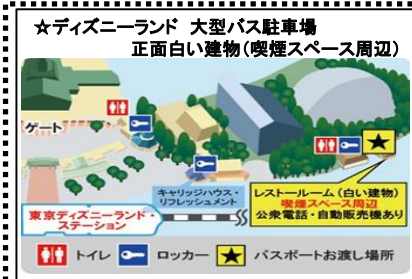 ☆ディズニーランド 大型バス駐車場
正面白い建物(喫煙スペース周辺)
ゲート
キャリッジハウス・
リフレッシュメント
レストルーム(白い建物)
喫煙スペース周辺
公衆電話・自動販売機あり
東京ディズニーランド・
ステーション
トイレ ロッカー パスポートお渡し場所